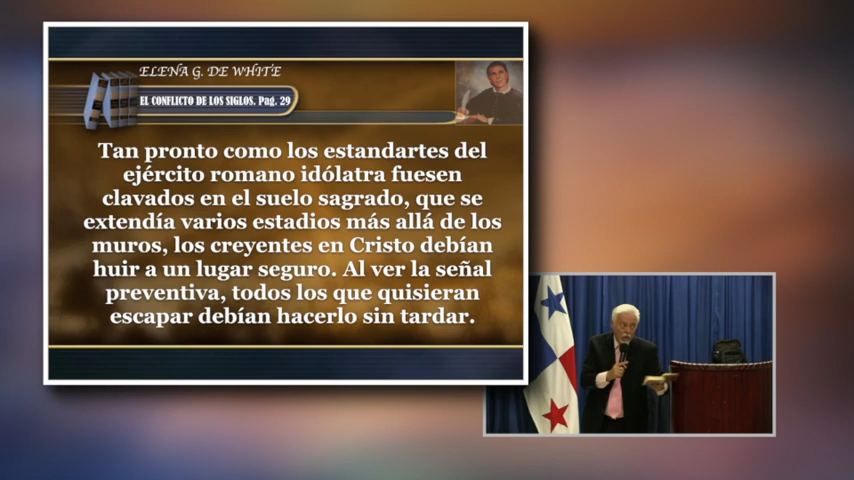 ELENA G. DE WHITE
EL CONFLICTO DE LOS SIGLOS. Pag. 29
Tan pronto como los estandartes del
ejército romano idólatra fuesen
clavados en el suelo sagrado, que se
extendía varios estadios más allá de los
muros, los creyentes en Cristo debían
huir a un lugar seguro. Al ver la señal
preventiva, todos los que quisieran
escapar debían hacerlo sin tardar.